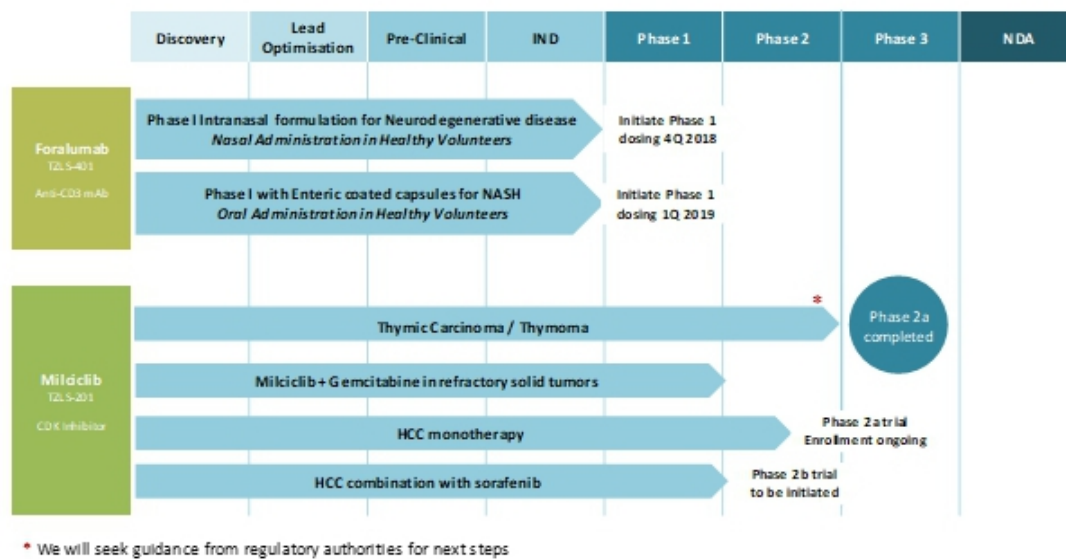 Discovery
Lead
Optimisation
Pre-Clinical
IND
Phase 1
Phase 2
Phase 3
NDA
Foralumab
TZLS-401
Anti-CD3 mAb
Phase I Intranasal formulation for Neurodegenerative disease
Nasal Administration in Healthy Volunteers
Initiate Phase 1
dosing 4Q 2018
Phase I with Enteric coated capsules for NASH
Oral Administration in Healthy Volunteers
Initiate Phase 1
dosing 1Q 2019
Milciclib
TZLS-201
CDK Inhibitor
*
Thymic Carcinoma / Thymoma
Phase 2a
completed
Milciclib + Gemcitabine in refractory solid tumors
HCC monotherapy
Phase 2a trial
Enrollment ongoing
HCC combination with sorafenib
Phase 2b trial
to be initiated
* We will seek guidance from regulatory authorities for next steps